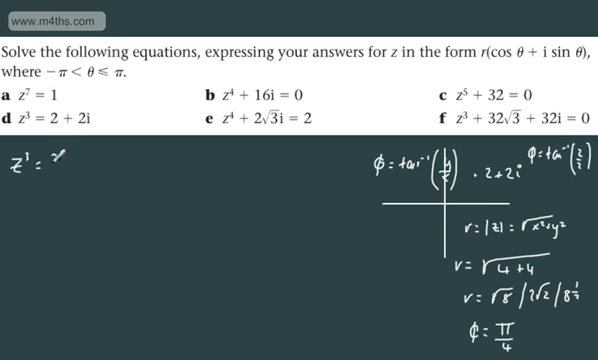 www.m4ths.com
Solve the following equations, expressing your answers for z in the form r(cos θ + i sin θ),
where −π < θ ⩽ π.
a z⁷ = 1
b z⁴ + 16i = 0
c z⁵ + 32 = 0
d z³ = 2 + 2i
e z⁴ + 2√3i = 2
f z³ + 32√3 + 32i = 0
z³ =
φ = tan⁻¹(y/x)
· 2+2i
φ = tan⁻¹(2/2)
r = |z| = √x²+y²
r = √4+4
r = √8 / 2√2 / 8^½
φ = π/4